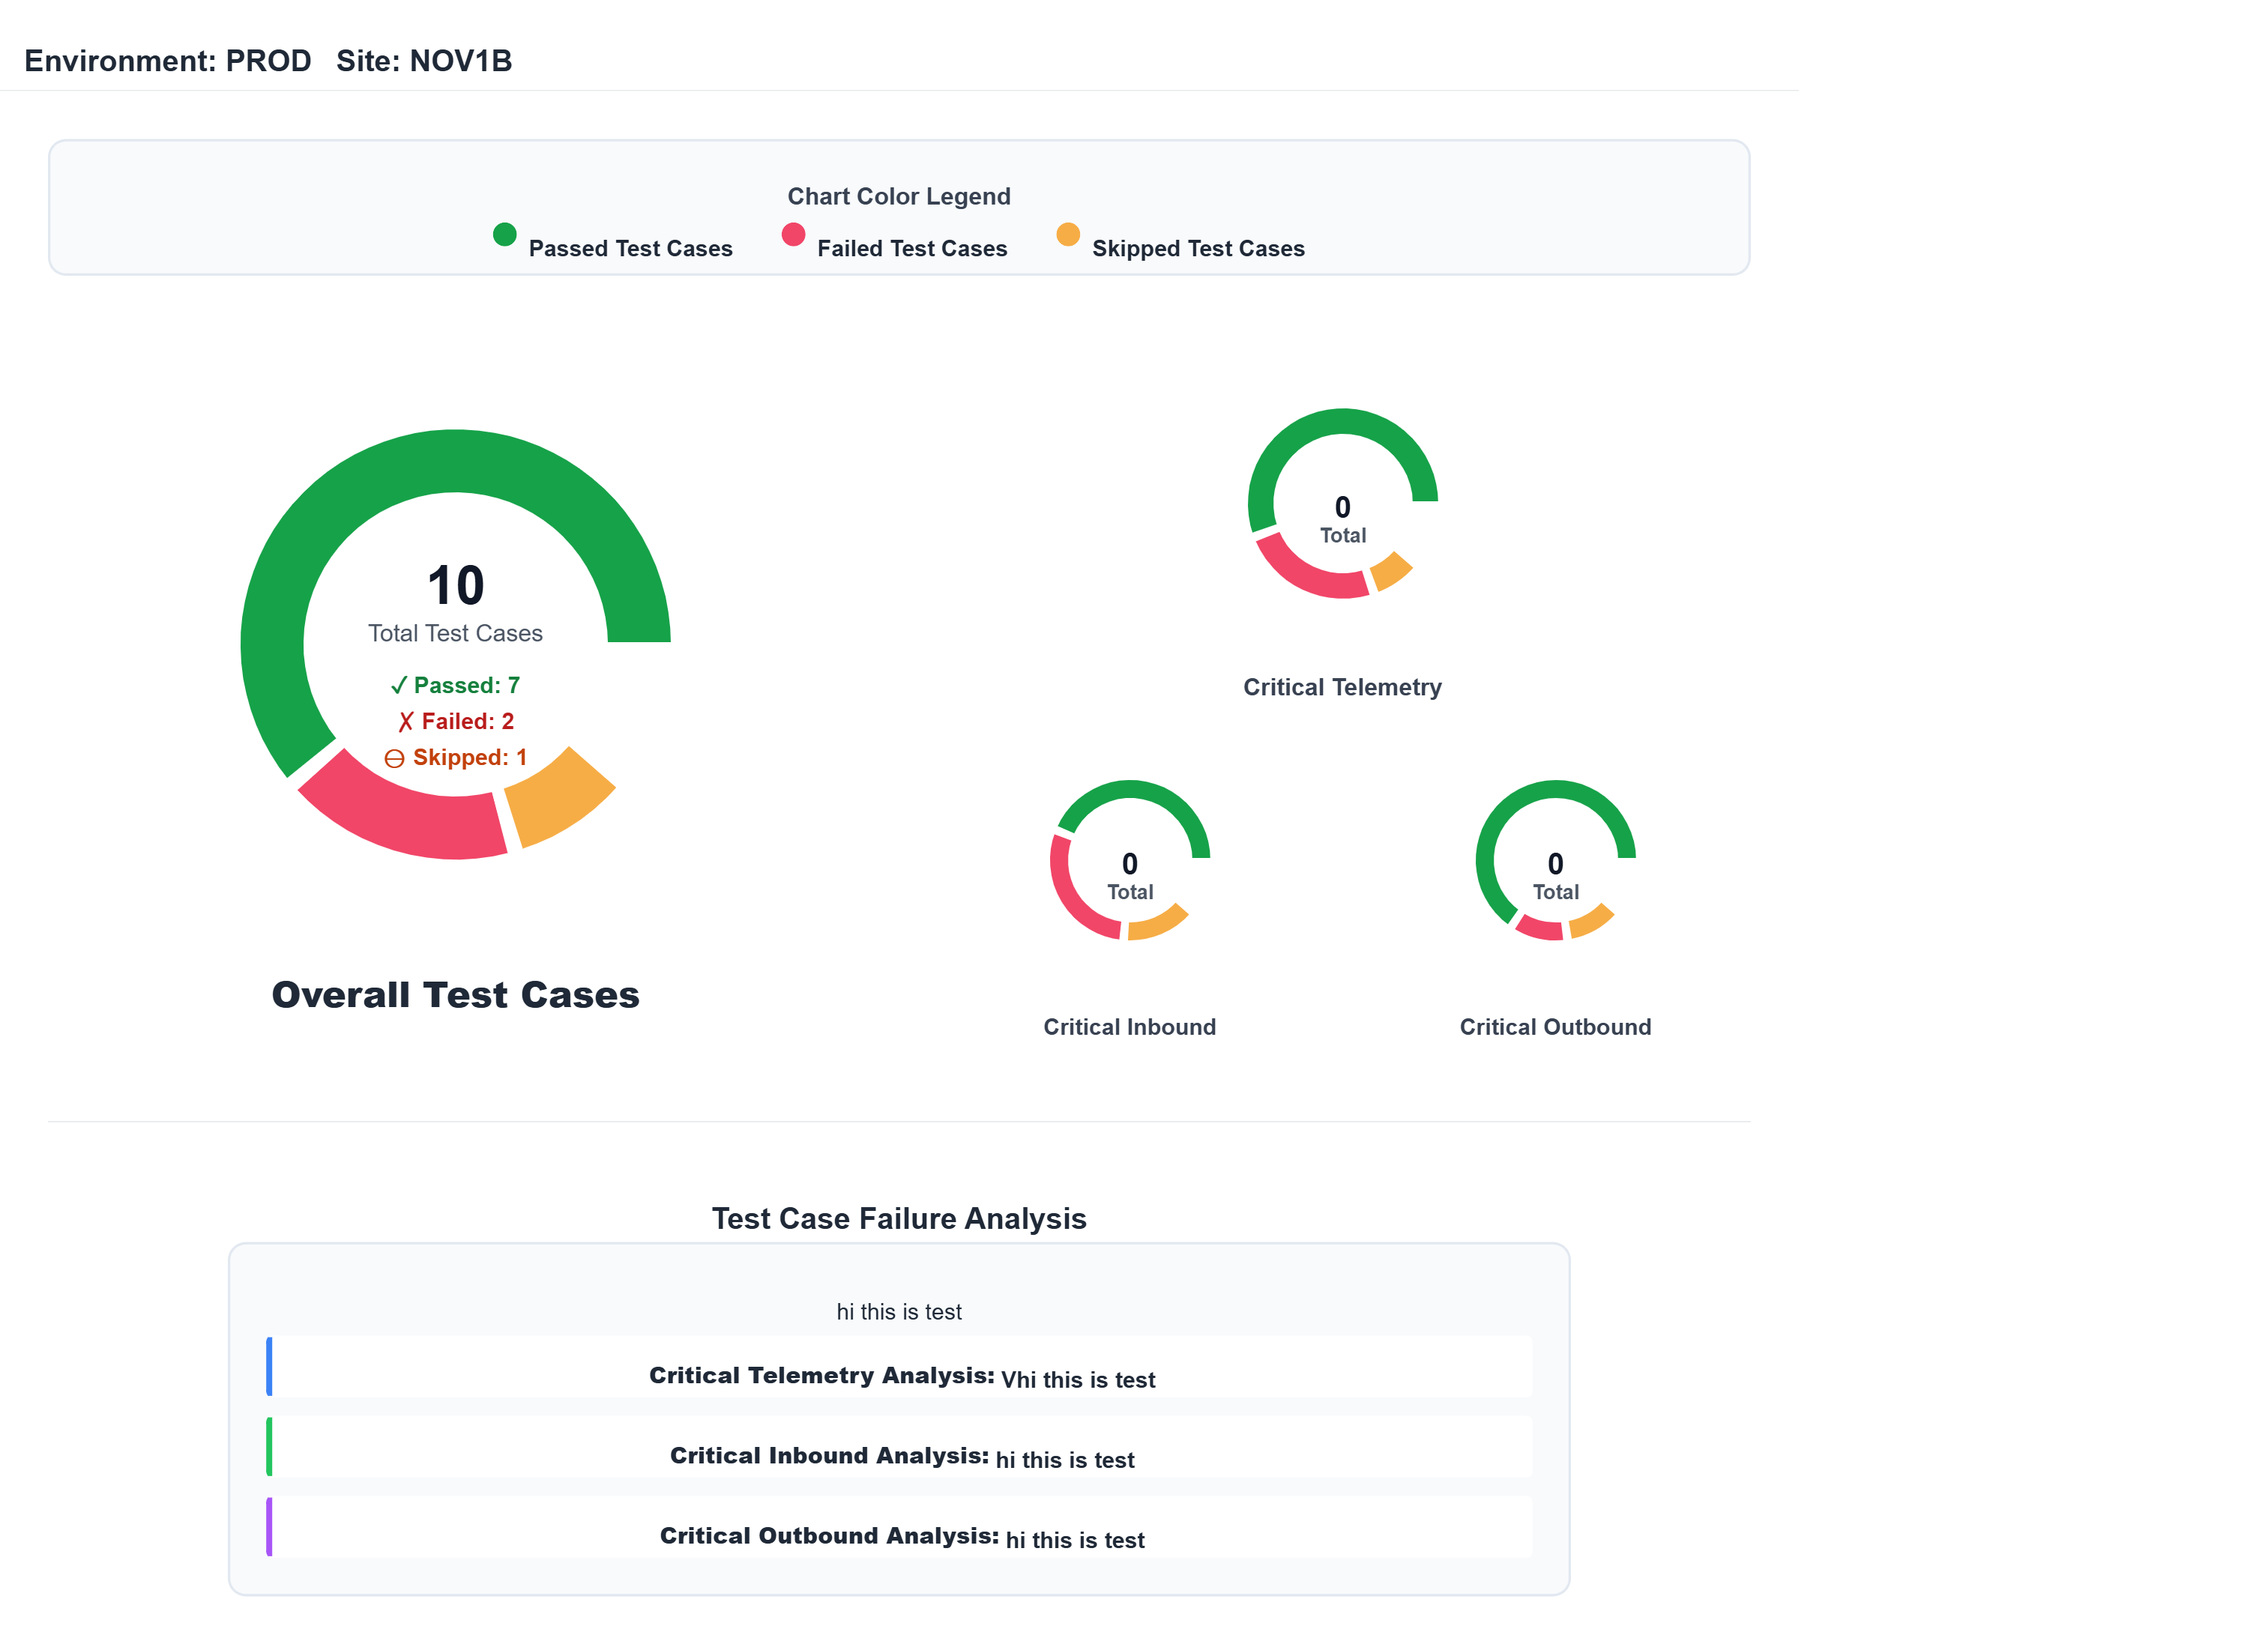 Environment: PROD Site: NOV1B
Chart Color Legend
Passed Test Cases Failed Test Cases Skipped Test Cases
10
Total Test Cases
✓ Passed: 7
✗ Failed: 2
⊖ Skipped: 1
Overall Test Cases
0
Total
Critical Telemetry
0
Total
Critical Inbound
0
Total
Critical Outbound
Test Case Failure Analysis
hi this is test
Critical Telemetry Analysis: Vhi this is test
Critical Inbound Analysis: hi this is test
Critical Outbound Analysis: hi this is test